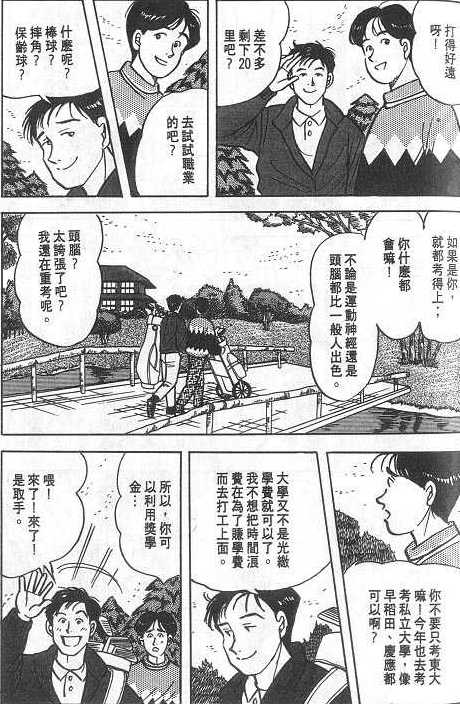 打得好遠
呀！
差不多
剩下20
里吧？
去試試職業
的吧？
什麼呢？
棒球？
摔角？
保齡球？
如果是你，
就都考得上；
你什麼都
會嘛！
不論是運動神經還是
頭腦都比一般人出色。
頭腦？
太誇張了吧？
我還在重考呢。
你不要只考東大
嘛！今年也去考
考私立大學，像
早稻田、慶應都
可以啊？
大學又不是光繳
學費就可以了。
我不想把時間浪
費在為了賺學費
而去打工上面。
所以，你可
以利用獎學
金…
喂！
來了！來了！
是取手。